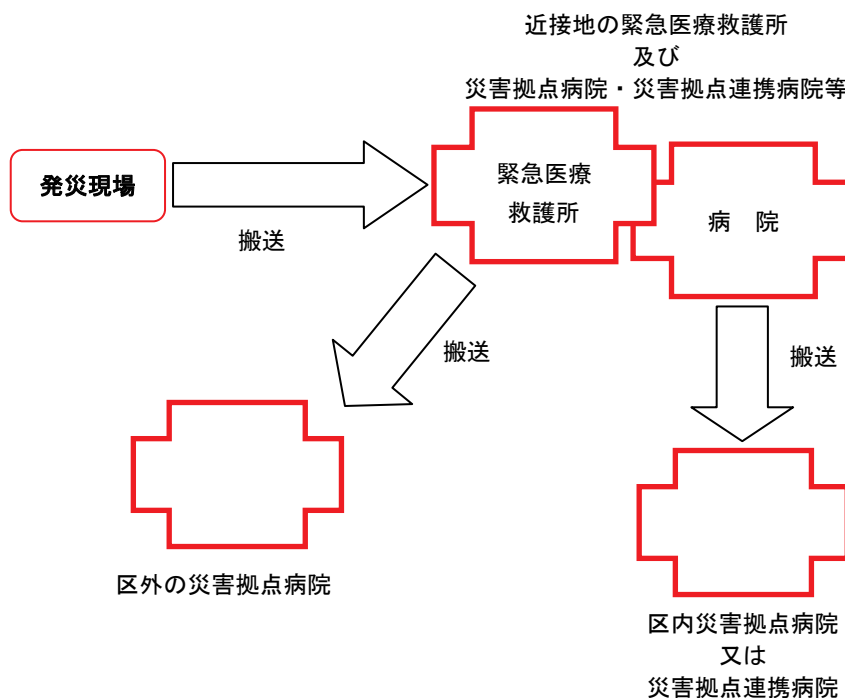 近接地の緊急医療救護所
及び
災害拠点病院・災害拠点連携病院等
発災現場
搬送
緊急医療
救護所
病　院
搬送
搬送
区外の災害拠点病院
区内災害拠点病院
又は
災害拠点連携病院